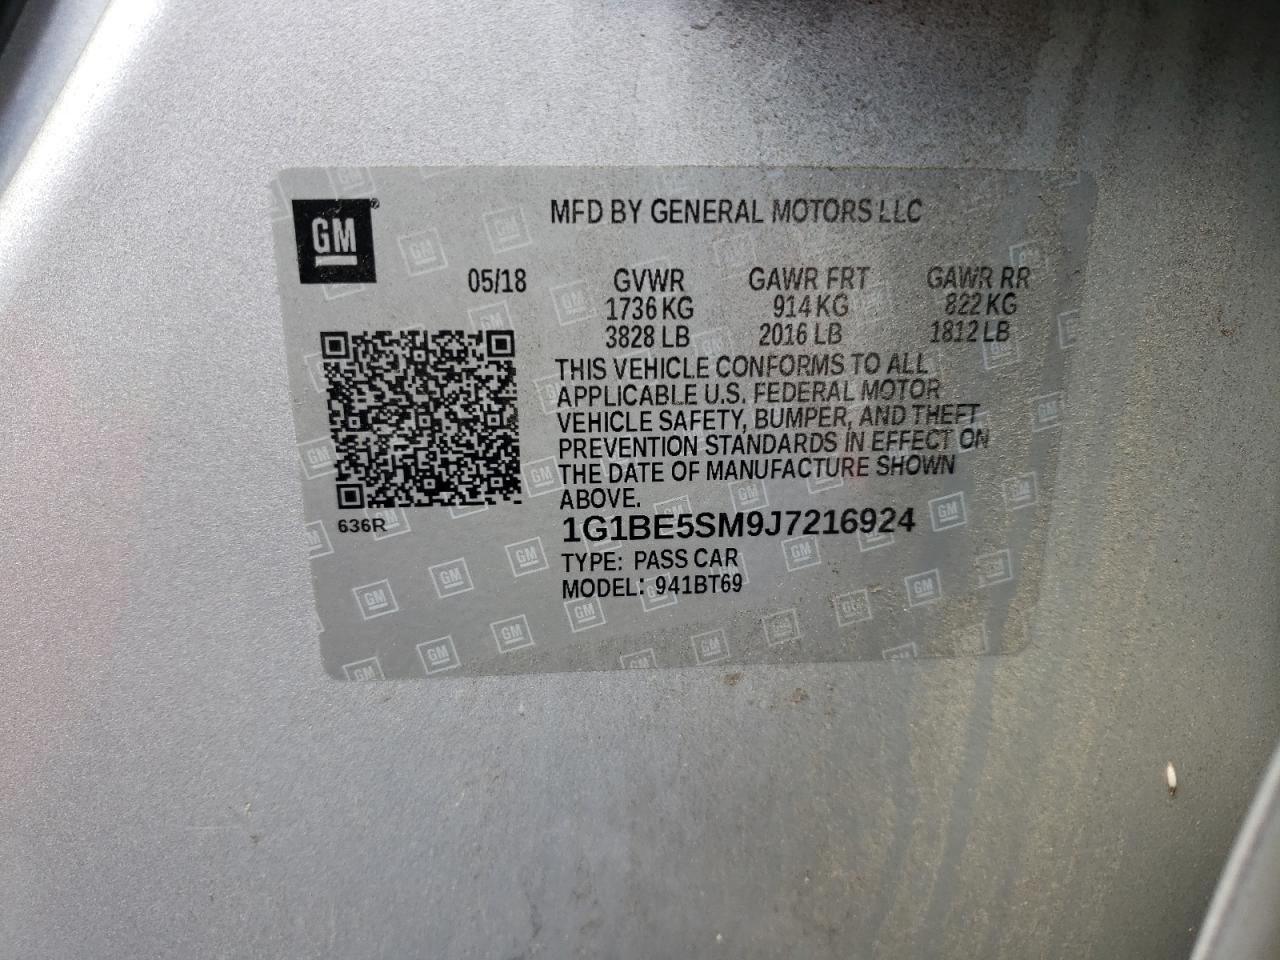 GM
MFD BY GENERAL MOTORS LLC
05/18 GVWR GAWR FRT GAWR RR
1736 KG 914 KG 822 KG
3828 LB 2016 LB 1812 LB
THIS VEHICLE CONFORMS TO ALL
APPLICABLE U.S. FEDERAL MOTOR
VEHICLE SAFETY, BUMPER, AND THEFT
PREVENTION STANDARDS IN EFFECT ON
THE DATE OF MANUFACTURE SHOWN
ABOVE.
636R
1G1BE5SM9J7216924
TYPE: PASS CAR
MODEL: 941BT69